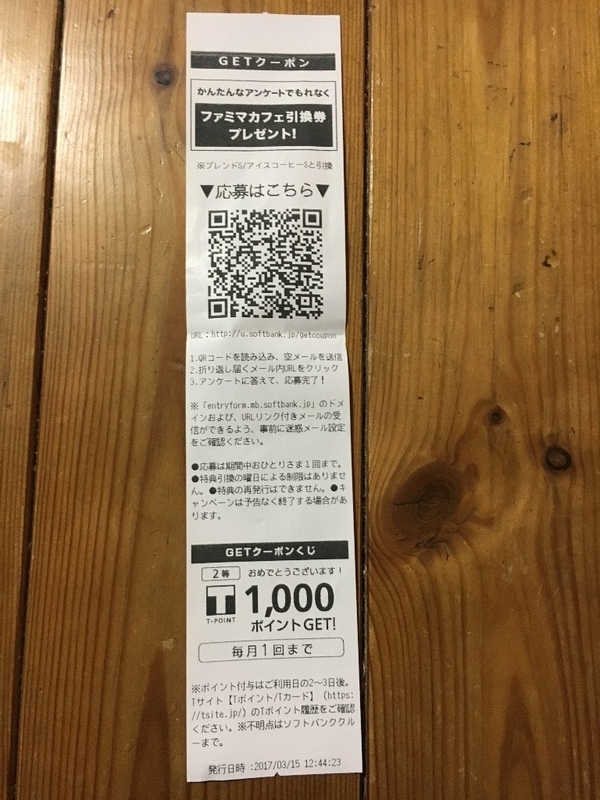 GETクーポン
かんたんなアンケートでもれなく
ファミマカフェ引換券
プレゼント!
※ブレンドS/アイスコーヒーSと引換
▼応募はこちら▼
URL:http://u.softbank.jp/getcoupon
1.QRコードを読み込み、空メールを送信
2.折り返し届くメール内URLをクリック
3.アンケートに答えて、応募完了！
※「entryform.mb.softbank.jp」のドメ
インおよび、URLリンク付きメールの受
信ができるよう、事前に迷惑メール設定
をご確認ください。
●応募は期間中おひとりさま1回まで。
●特典引換の曜日による制限はありませ
ん。●特典の再発行はできません。●キ
ャンペーンは予告なく終了する場合があ
ります。
GETクーポンくじ
2等 おめでとうございます！
T 1,000
T-POINT ポイントGET!
毎月1回まで
※ポイント付与はご利用日の2～3日後。
Tサイト【Tポイント/Tカード】（https:
//tsite.jp/）のTポイント履歴をご確認
ください。※不明点はソフトバンククル
ーまで。
発行日時 :2017/03/15 12:44:23